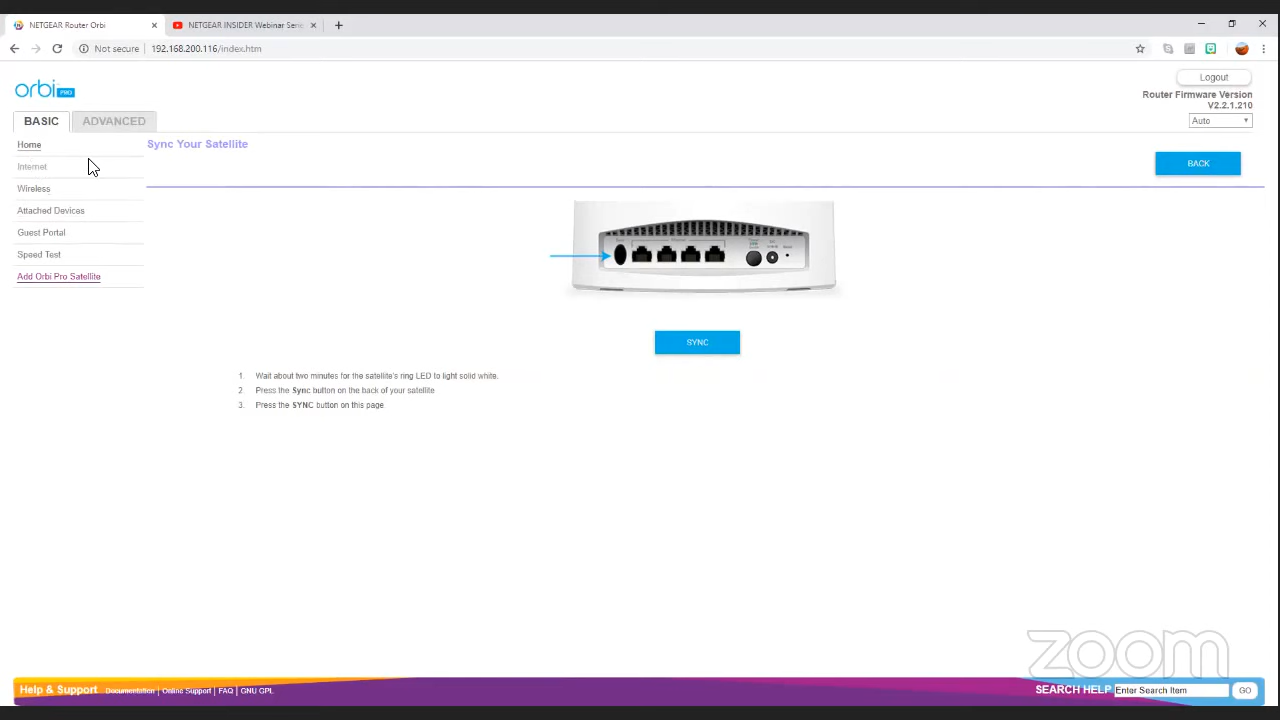 NETGEAR Router Orbi
NETGEAR INSIDER Webinar Serie
Not secure
192.168.200.116/index.htm
orbi PRO
Logout
Router Firmware Version
V2.2.1.210
Auto
BASIC
ADVANCED
Home
Internet
Wireless
Attached Devices
Guest Portal
Speed Test
Add Orbi Pro Satellite
Sync Your Satellite
BACK
SYNC
1. Wait about two minutes for the satellite's ring LED to light solid white.
2. Press the Sync button on the back of your satellite
3. Press the SYNC button on this page
zoom
Help & Support Documentation | Online Support | FAQ | GNU GPL
SEARCH HELP Enter Search Item GO